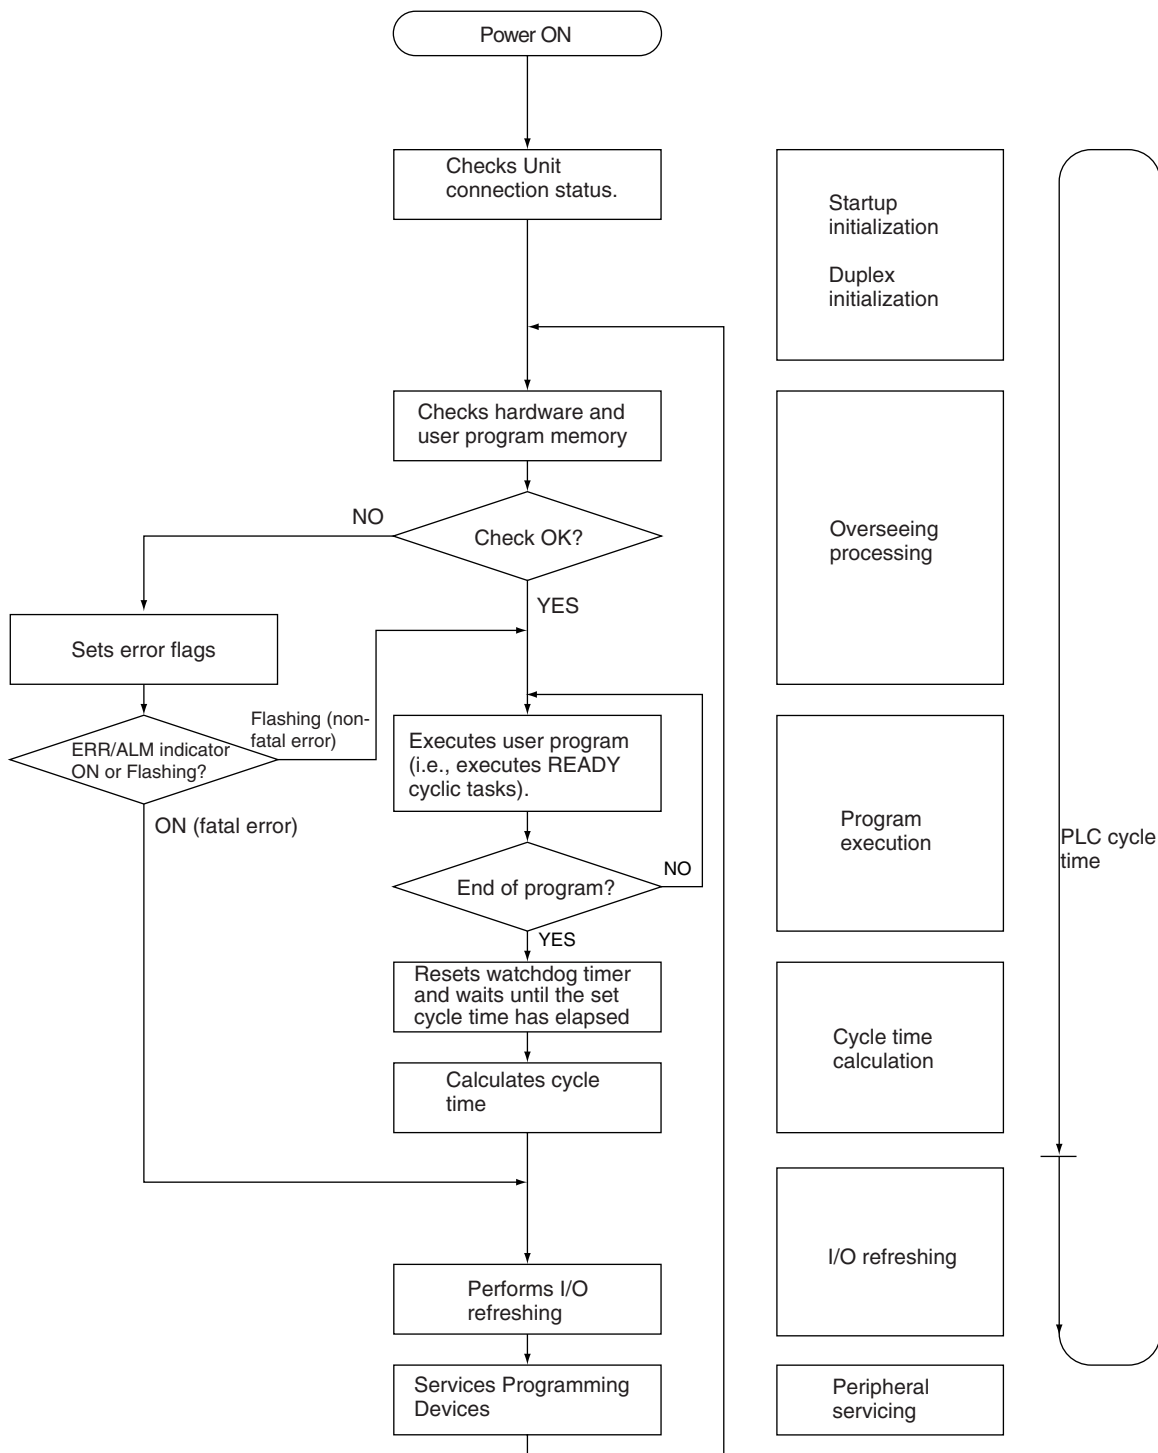 Power ON
Checks Unit
connection status.
Startup
initialization
Duplex
initialization
Checks hardware and
user program memory
NO
Check OK?
Overseeing
processing
YES
Sets error flags
Flashing (non-
fatal error)
ERR/ALM indicator
ON or Flashing?
ON (fatal error)
Executes user program
(i.e., executes READY
cyclic tasks).
Program
execution
PLC cycle
time
NO
End of program?
YES
Resets watchdog timer
and waits until the set
cycle time has elapsed
Cycle time
calculation
Calculates cycle
time
I/O refreshing
Performs I/O
refreshing
Services Programming
Devices
Peripheral
servicing